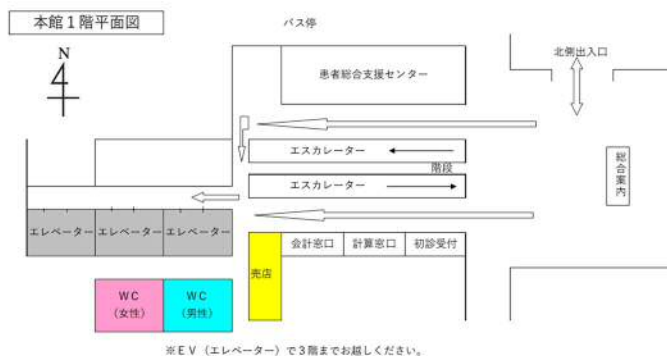 本館１階平面図
バス停
N
北側出入口
患者総合支援センター
エスカレーター
階段
エスカレーター
総合案内
エレベーター
エレベーター
エレベーター
会計窓口
計算窓口
初診受付
売店
ＷＣ
（女性）
ＷＣ
（男性）
※ＥＶ（エレベーター）で３階までお越しください。